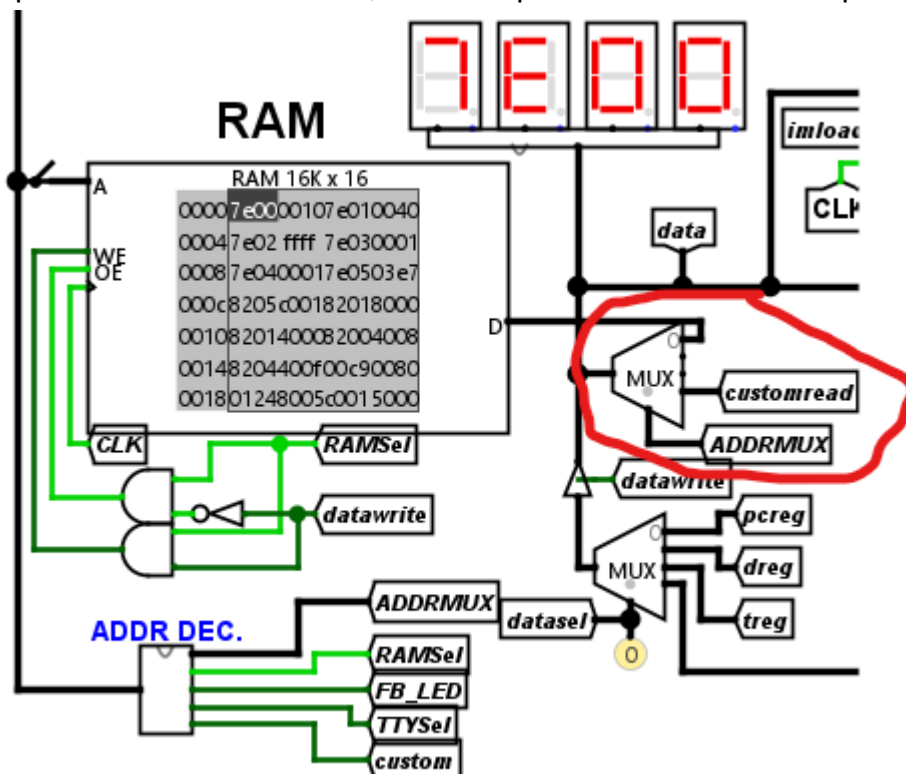 7E00
RAM
imload
RAM 16K x 16
A
0000 7e00 0010 7e01 0040
CLK
0004 7e02 ffff 7e03 0001
data
WE
OE
0008 7e04 0001 7e05 03e7
000c 8205 c001 8201 8000
0010 8201 4000 8200 4008
D
0
0014 8204 400f 00c9 0080
MUX
customread
0018 0124 8005 c001 5000
CLK
RAMSel
ADDRMUX
datawrite
datawrite
0
pcreg
MUX
dreg
ADDRMUX
datasel
treg
ADDR DEC.
RAMSel
0
FB_LED
TTYSel
custom